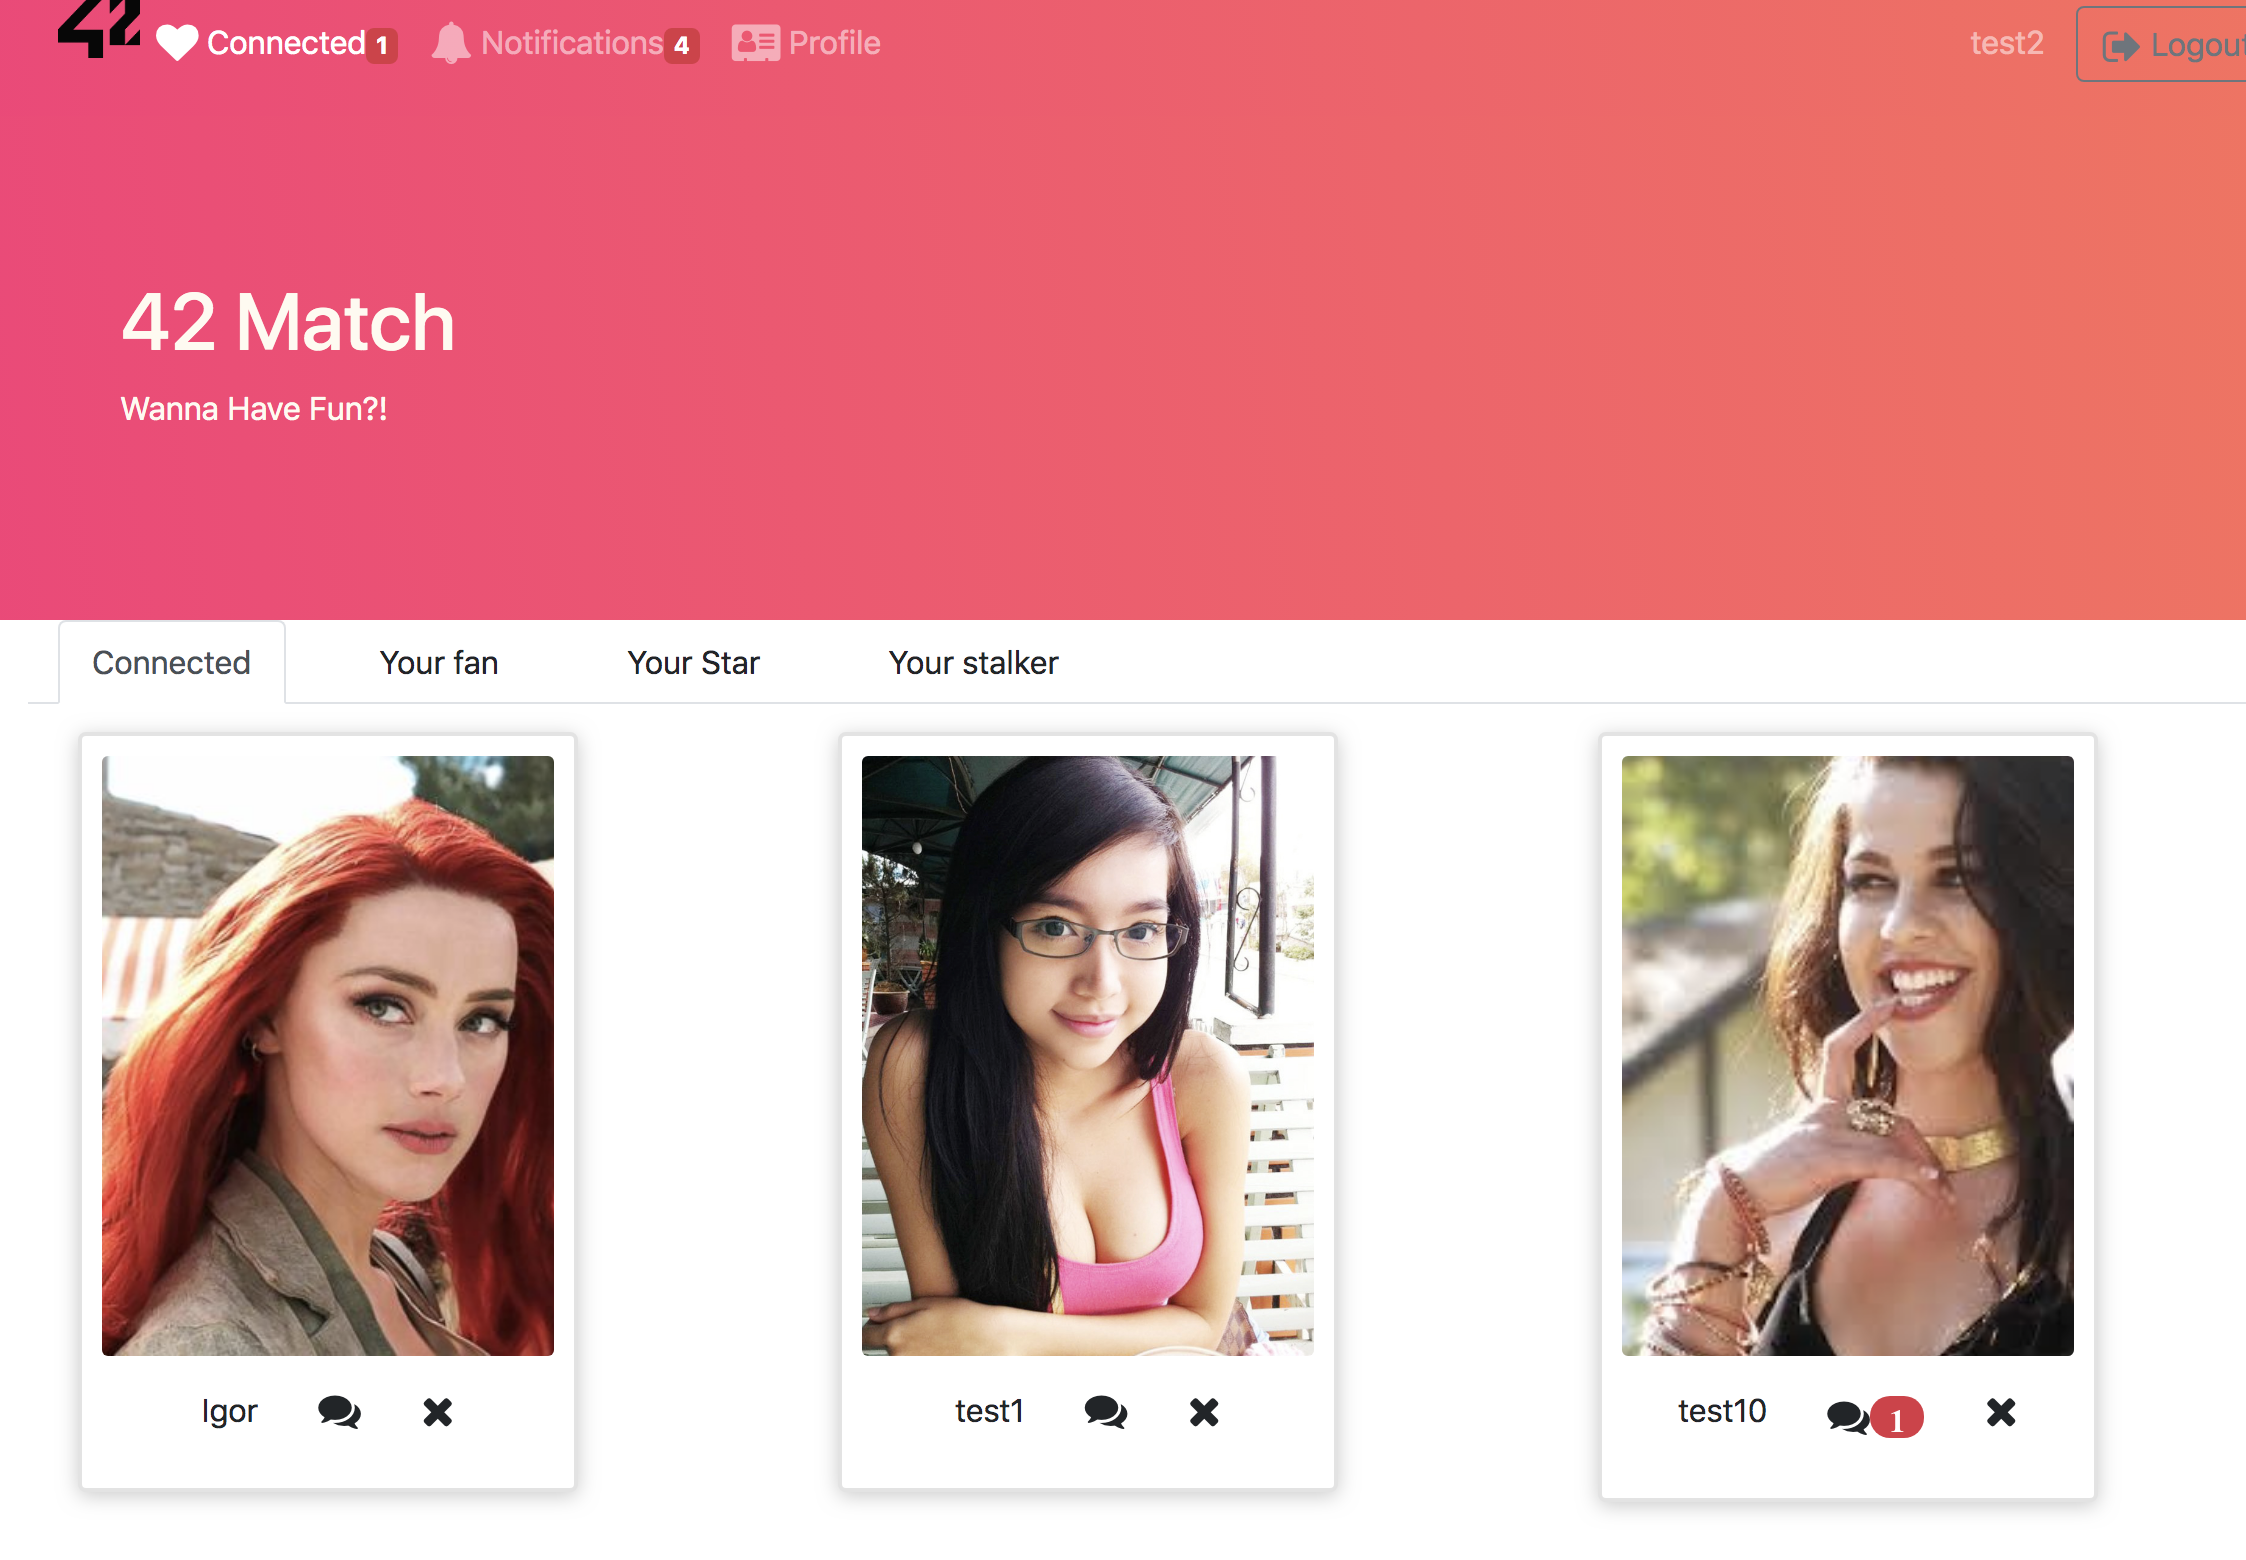 42 Connected 1 Notifications 4 Profile test2 Logout
42 Match
Wanna Have Fun?!
Connected Your fan Your Star Your stalker
Igor test1 test10 1